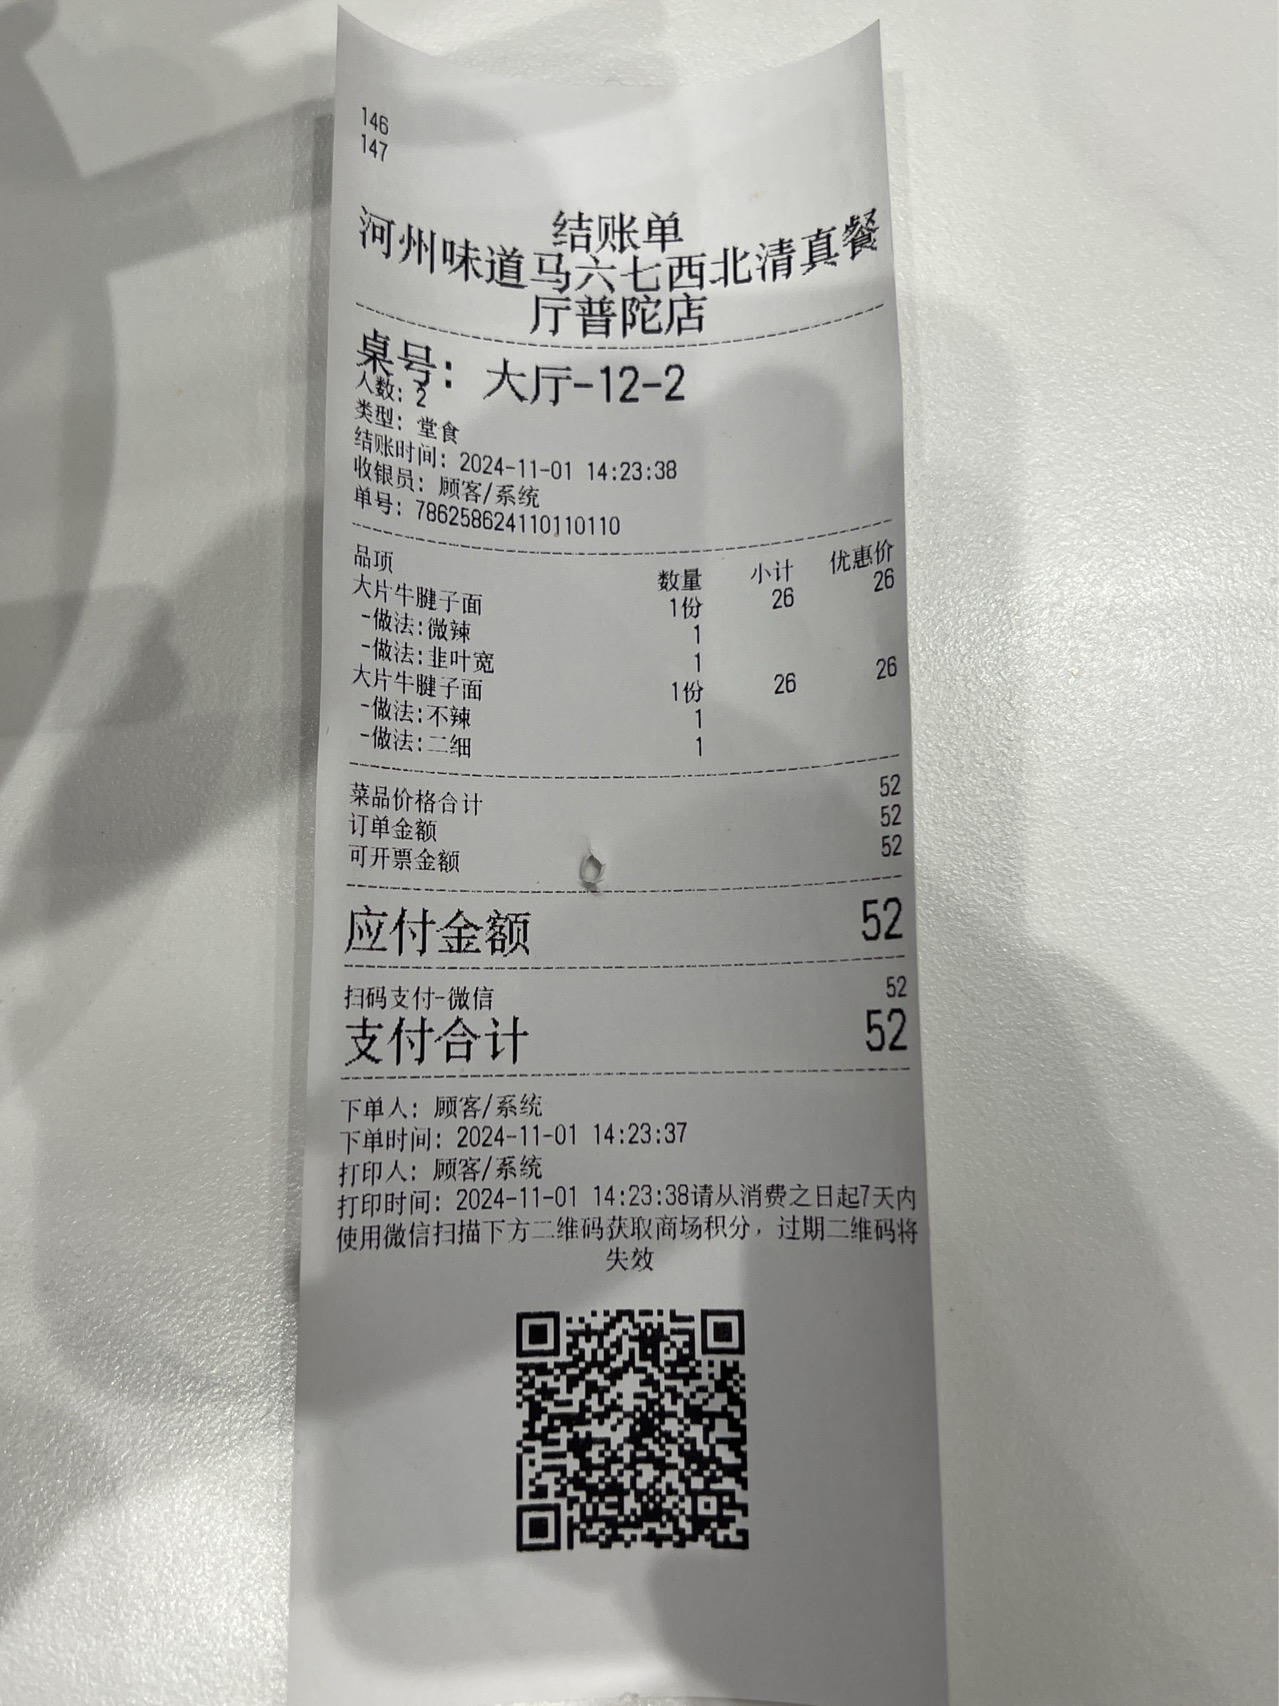 146
147
结账单
河州味道马六七西北清真餐
厅普陀店
桌号： 大厅-12-2
人数： 2
类型： 堂食
结账时间： 2024-11-01 14:23:38
收银员： 顾客/系统
单号： 786258624110110110
品项 数量 小计 优惠价
大片牛腱子面 1份 26 26
-做法:微辣 1
-做法:韭叶宽 1
大片牛腱子面 1份 26 26
-做法:不辣 1
-做法:二细 1
菜品价格合计 52
订单金额 52
可开票金额 52
应付金额 52
扫码支付-微信 52
支付合计 52
下单人： 顾客/系统
下单时间： 2024-11-01 14:23:37
打印人： 顾客/系统
打印时间： 2024-11-01 14:23:38请从消费之日起7天内
使用微信扫描下方二维码获取商场积分，过期二维码将
失效